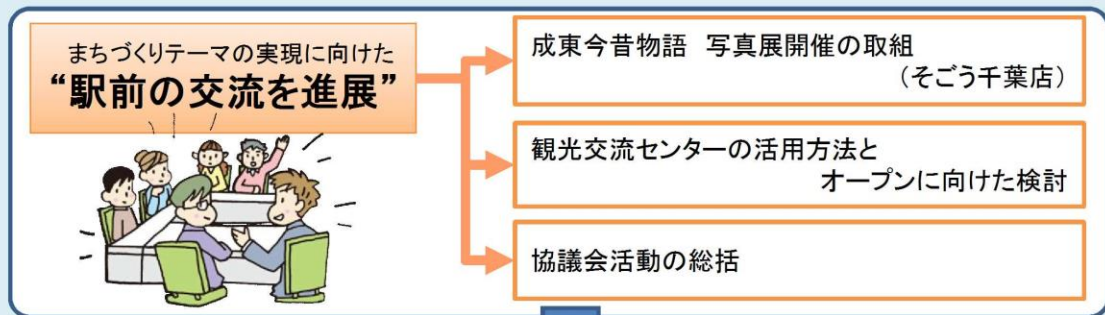 まちづくりテーマの実現に向けた
“駅前の交流を進展”
成東今昔物語　写真展開催の取組
（そごう千葉店）
観光交流センターの活用方法と
オープンに向けた検討
協議会活動の総括